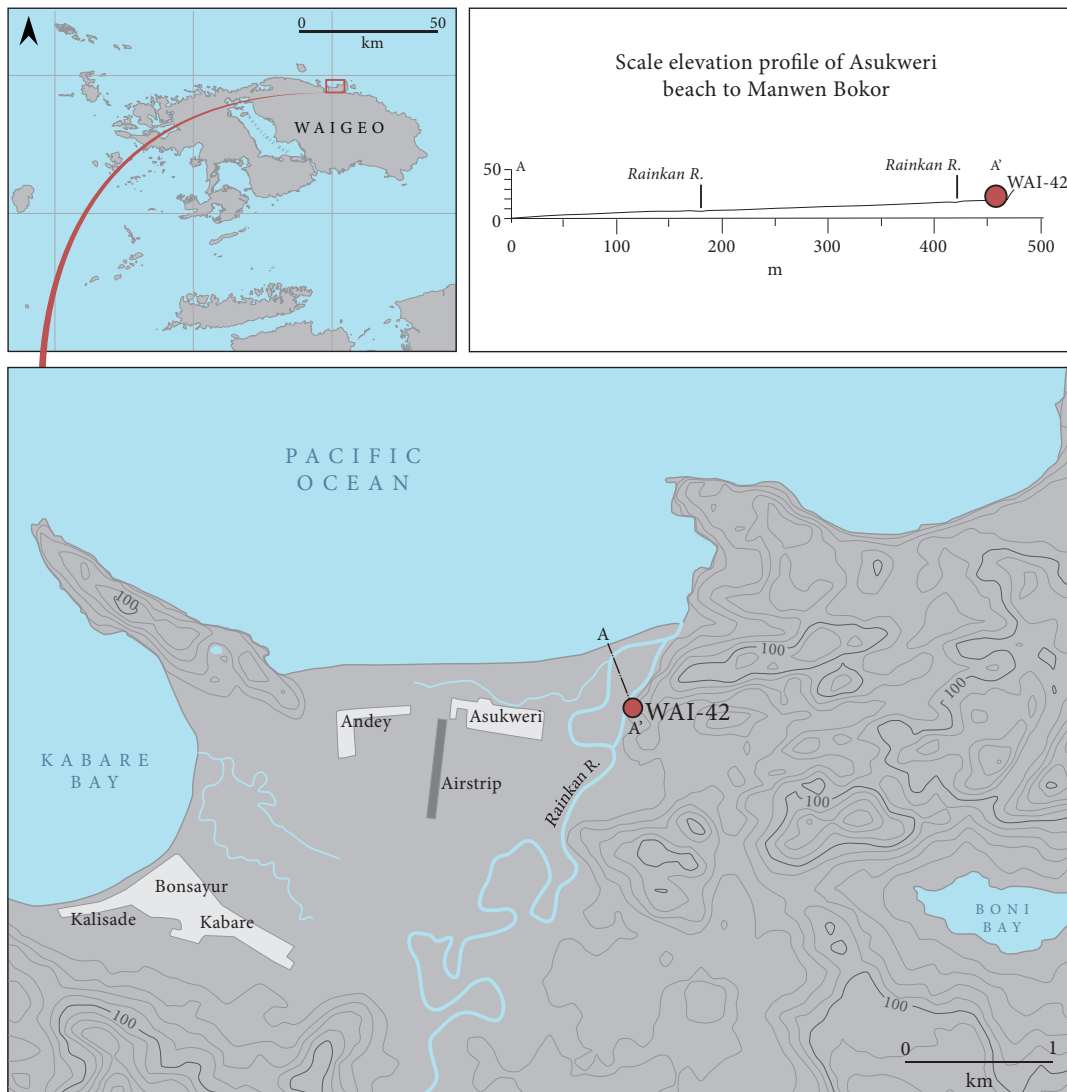 0 50
km
WAIGEO
Scale elevation profile of Asukweri
beach to Manwen Bokor
50
0
A
Rainkan R.
Rainkan R.
A'
WAI-42
0 100 200 300 400 500
m
PACIFIC
OCEAN
100
KABARE
BAY
A
WAI-42
A'
Andey
Asukweri
Airstrip
Rainkan R.
100
100
100
Bonsayur
Kalisade
Kabare
BONI
BAY
100
100
0 1
km